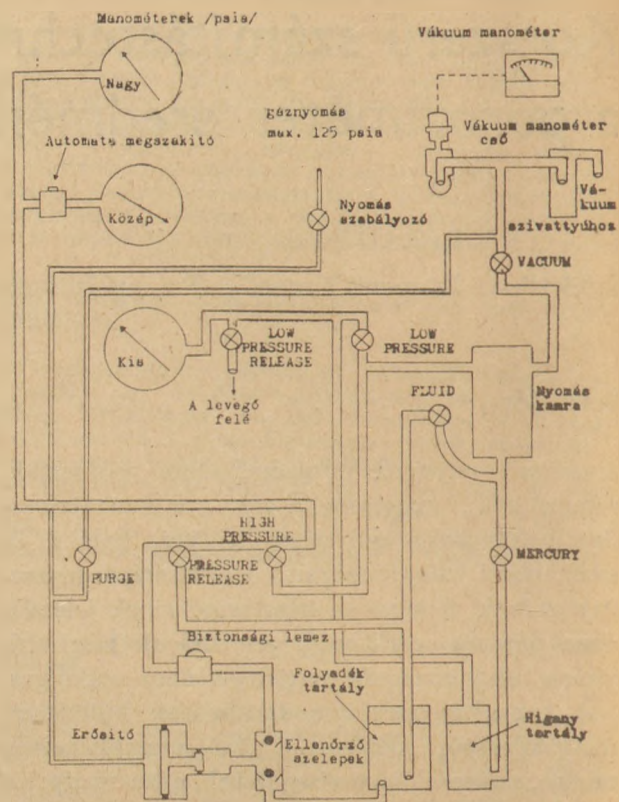 Manométerek /psia/
Nagy
Automata megszakító
Közép
gáznyomás
max. 125 psia
Nyomás
szabályozó
Vákuum manométer
Vákuum manométer
cső
Vá-
kuum
szivattyúhoz
VACUUM
LOW
PRESSURE
RELEASE
LOW
PRESSURE
Kis
A levegő
felé
FLUID
Nyomás
kamra
HIGH
PRESSURE
PRESSURE
RELEASE
PURGE
MERCURY
Biztonsági lemez
Folyadék
tartály
Erősítő
Ellenőrző
szelepek
Higany
tartály